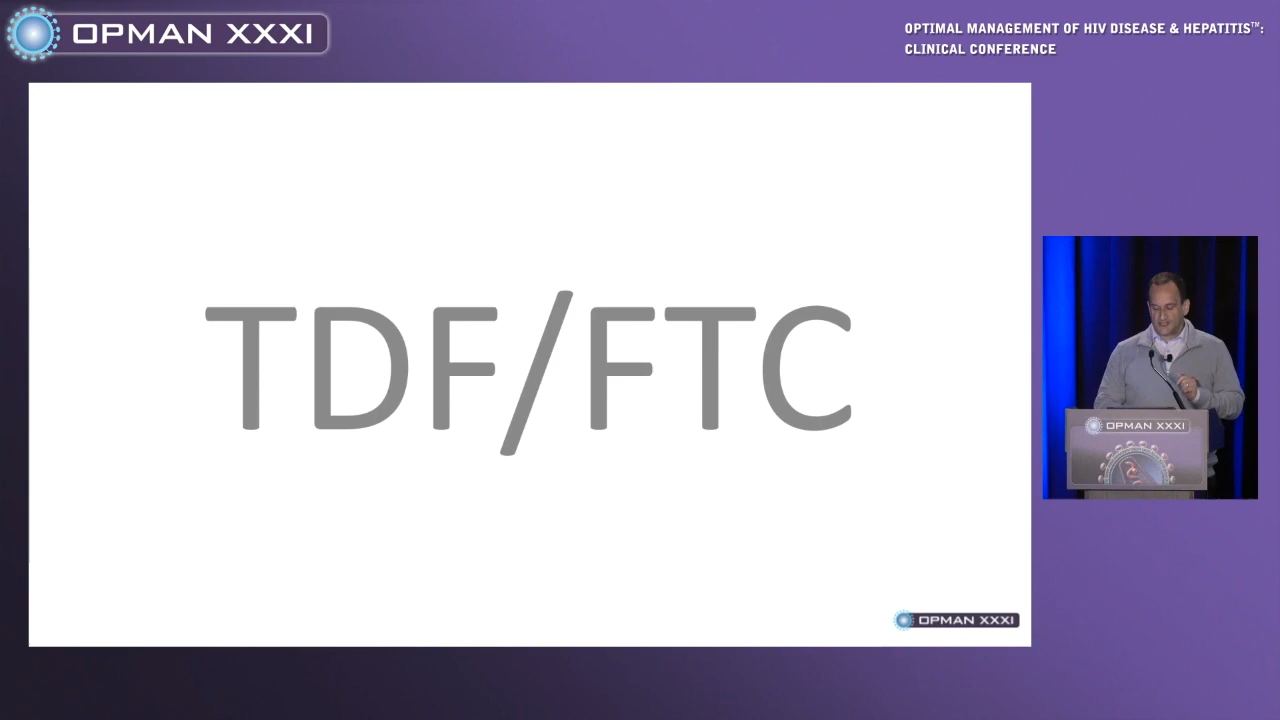 OPMAN XXXI
OPTIMAL MANAGEMENT OF HIV DISEASE & HEPATITIS™:
CLINICAL CONFERENCE
TDF/FTC
OPMAN XXXI
OPMAN XXXI